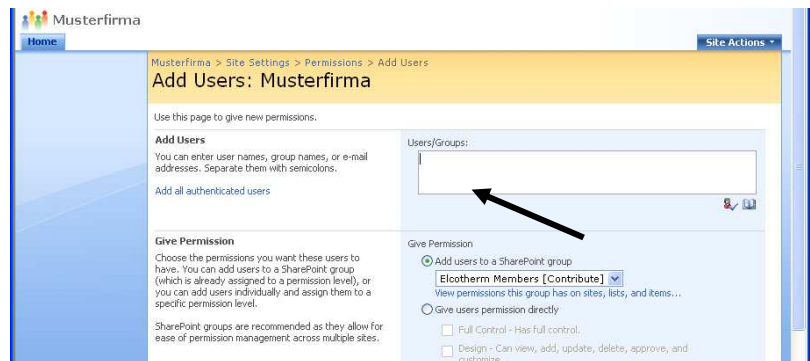 Musterfirma
Home
Site Actions
Musterfirma > Site Settings > Permissions > Add Users
Add Users: Musterfirma
Use this page to give new permissions.
Add Users
You can enter user names, group names, or e-mail
addresses. Separate them with semicolons.
Add all authenticated users
Users/Groups:
Give Permission
Choose the permissions you want these users to
have. You can add users to a SharePoint group
(which is already assigned to a permission level), or
you can add users individually and assign them to a
specific permission level.
SharePoint groups are recommended as they allow for
ease of permission management across multiple sites.
Give Permission
Add users to a SharePoint group
Elcotherm Members [Contribute]
View permissions this group has on sites, lists, and items...
Give users permission directly
Full Control - Has full control.
Design - Can view, add, update, delete, approve, and
customize